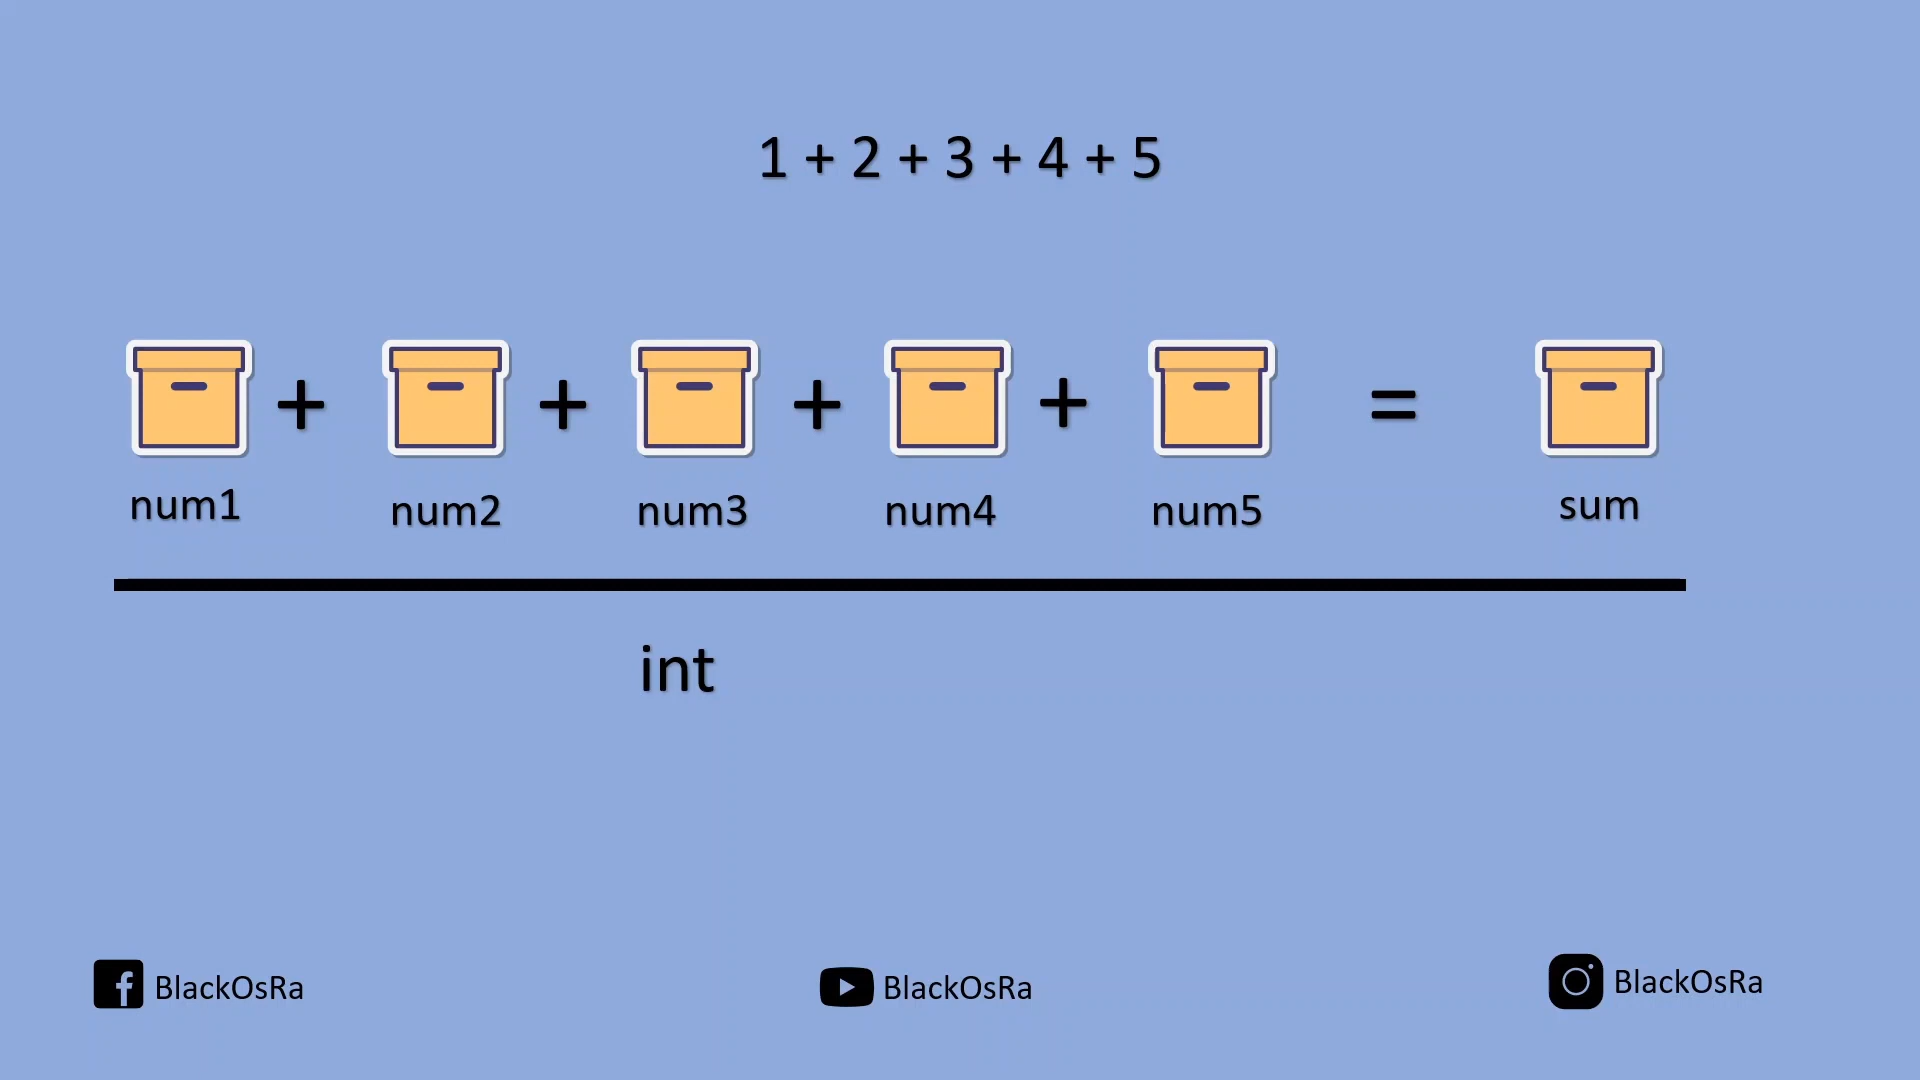 1 + 2 + 3 + 4 + 5
+ + + + =
num1 num2 num3 num4 num5 sum
int
BlackOsRa BlackOsRa BlackOsRa